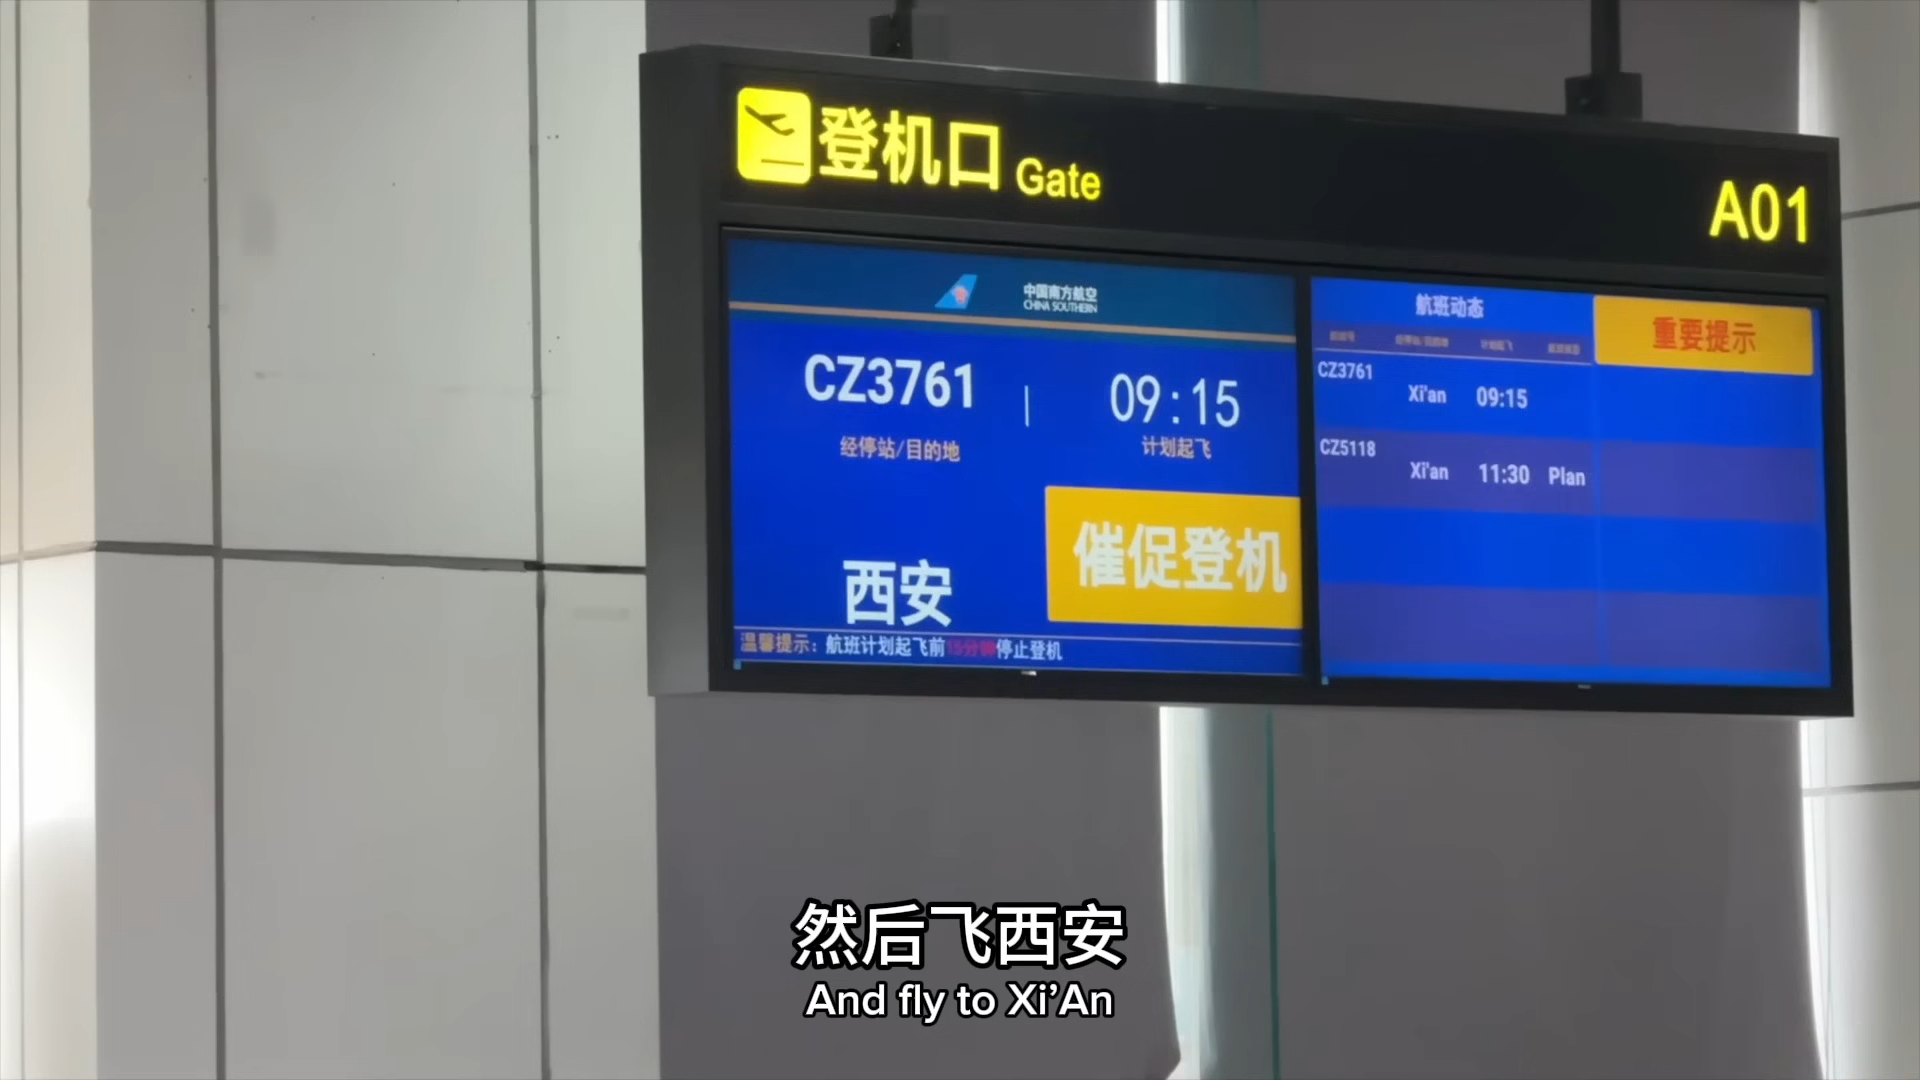 登机口 Gate
A01
中国南方航空
CHINA SOUTHERN
CZ3761 | 09:15
经停站/目的地 计划起飞
西安
催促登机
温馨提示：航班计划起飞前15分钟停止登机
航班动态
重要提示
CZ3761 Xi'an 09:15
CZ5118 Xi'an 11:30 Plan
然后飞西安
And fly to Xi'An